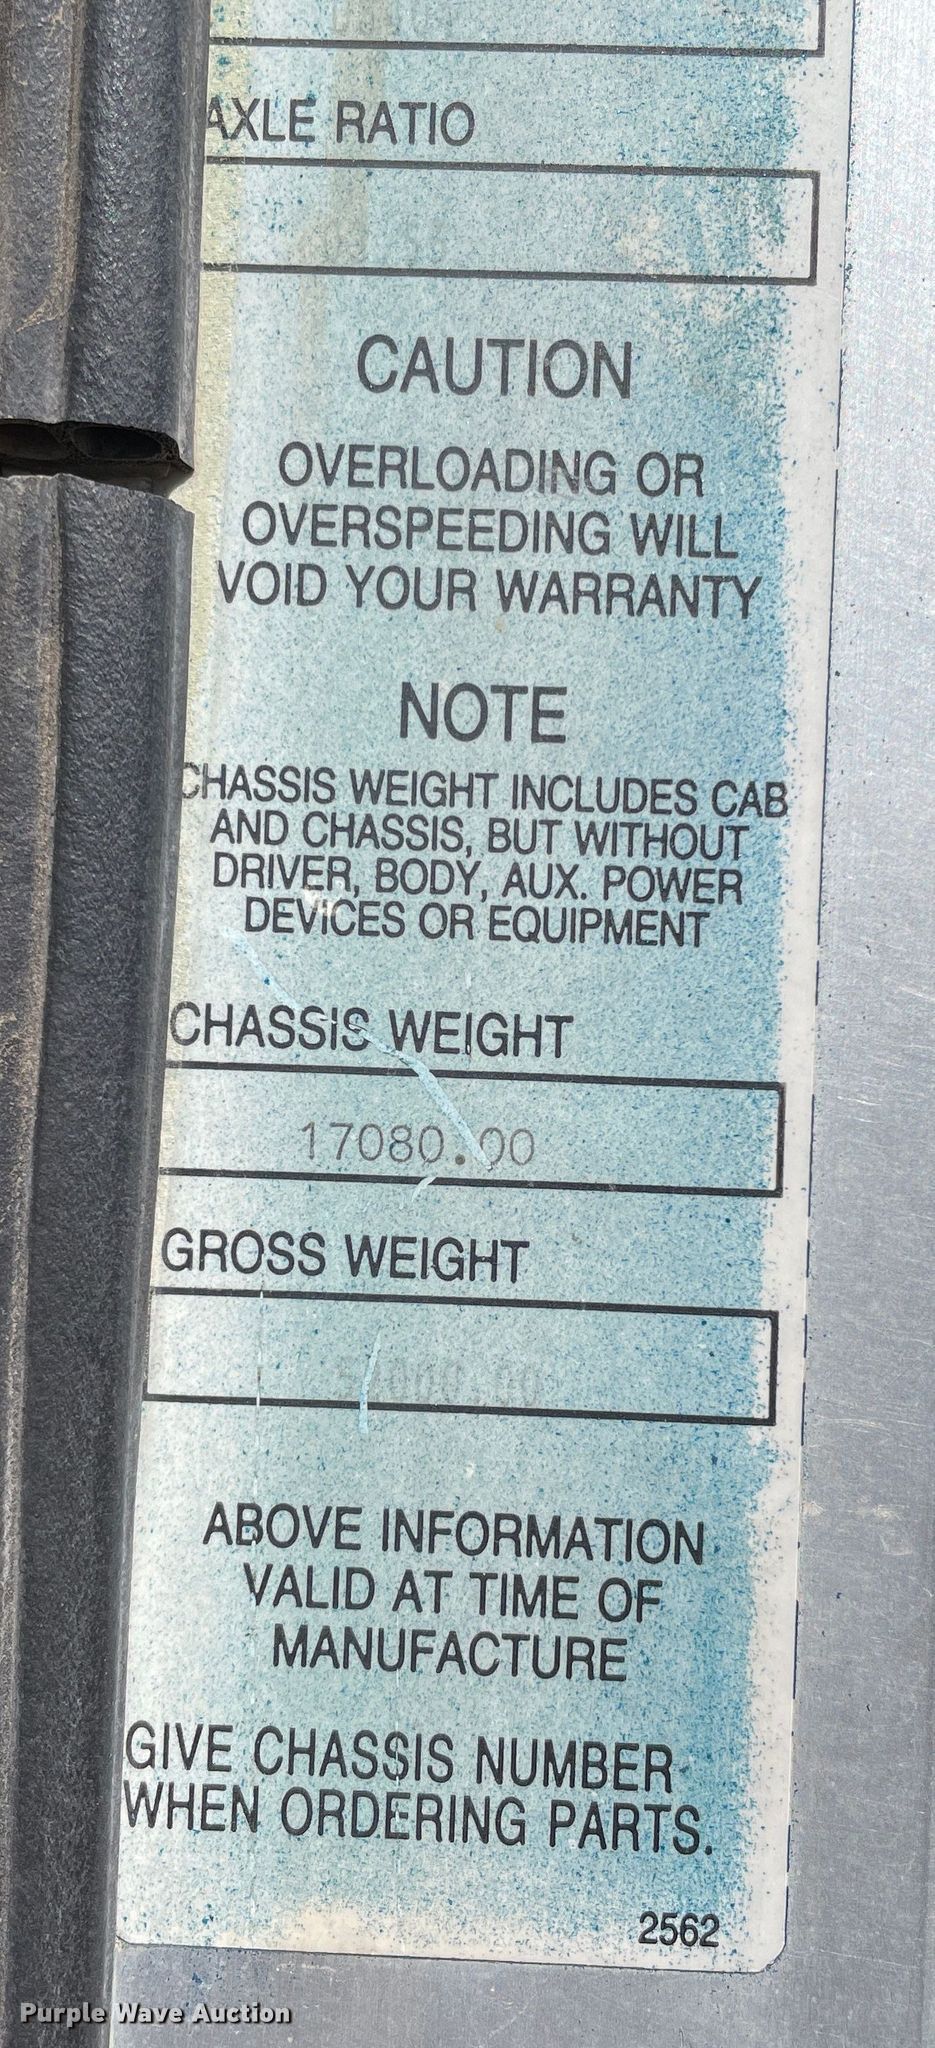 AXLE RATIO
CAUTION
OVERLOADING OR
OVERSPEEDING WILL
VOID YOUR WARRANTY
NOTE
CHASSIS WEIGHT INCLUDES CAB
AND CHASSIS, BUT WITHOUT
DRIVER, BODY, AUX. POWER
DEVICES OR EQUIPMENT
CHASSIS WEIGHT
17080.00
GROSS WEIGHT
ABOVE INFORMATION
VALID AT TIME OF
MANUFACTURE
GIVE CHASSIS NUMBER
WHEN ORDERING PARTS.
2562
Purple Wave Auction